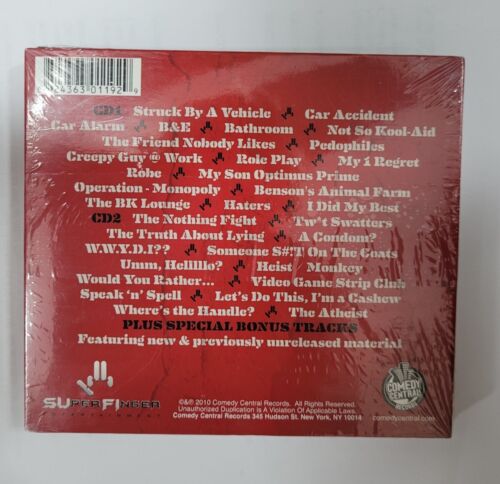 24363 01192 9
CD1 Struck By A Vehicle Car Accident
Car Alarm B&E Bathroom Not So Kool-Aid
The Friend Nobody Likes Pedophiles
Creepy Guy @ Work Role Play My 1 Regret
Robe My Son Optimus Prime
Operation - Monopoly Benson's Animal Farm
The BK Lounge Haters I Did My Best
CD2 The Nothing Fight Tw*t Swatters
The Truth About Lying A Condom?
W.W.Y.D.I?? Someone S#!T On The Coats
Umm, Helllllo? Heist Monkey
Would You Rather... Video Game Strip Club
Speak 'n' Spell Let's Do This, I'm a Cashew
Where's the Handle? The Atheist
PLUS SPECIAL BONUS TRACKS
Featuring new & previously unreleased material
SUPERFINGER
ENTERTAINMENT
©&℗ 2010 Comedy Central Records. All Rights Reserved.
Unauthorized Duplication Is A Violation Of Applicable Laws.
Comedy Central Records 345 Hudson St. New York, NY 10014
COMEDY
CENTRAL
RECORDS
comedycentral.com